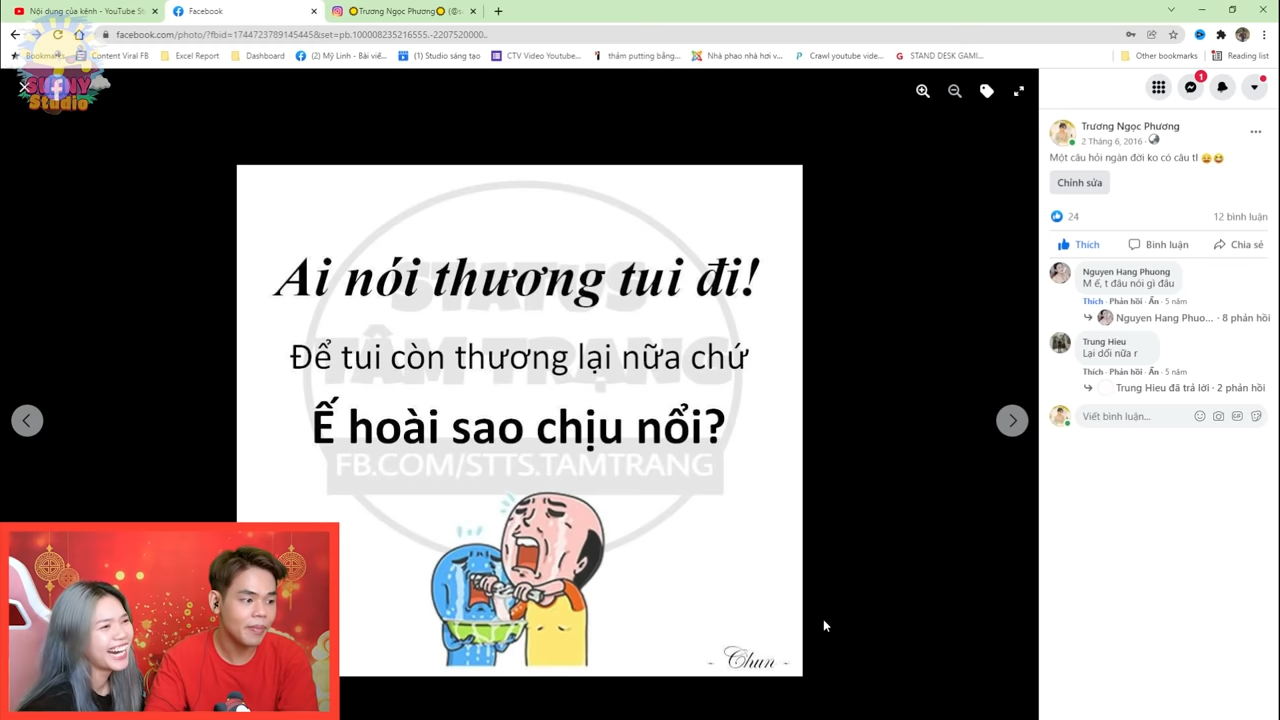 Nội dung của kênh - YouTube St
Facebook
Trương Ngọc Phương
facebook.com/photo/?fbid=1744723789145445&set=pb.100008235216555.-2207520000..
Bookmarks
Content Viral FB
Excel Report
Dashboard
(2) Mỹ Linh - Bài viế...
(1) Studio sáng tạo
CTV Video Youtube...
thảm putting bằng...
Nhà phao nhà hơi v...
Crawl youtube vide...
STAND DESK GAMI...
Other bookmarks
Reading list
SUNNY
Studio
1
Trương Ngọc Phương
2 Tháng 6, 2016
Một câu hỏi ngàn đời ko có câu tl 😄😆
Chỉnh sửa
24
12 bình luận
Thích
Bình luận
Chia sẻ
Nguyen Hang Phuong
M ế, t đâu nói gì đâu
Thích · Phản hồi · Ẩn · 5 năm
Nguyen Hang Phuo... · 8 phản hồi
Trung Hieu
Lại dối nữa r
Thích · Phản hồi · Ẩn · 5 năm
Trung Hieu đã trả lời · 2 phản hồi
Viết bình luận...
STATUS
TÂM TRẠNG
Ai nói thương tui đi!
Để tui còn thương lại nữa chứ
Ế hoài sao chịu nổi?
FB.COM/STTS.TAMTRANG
- Chun -